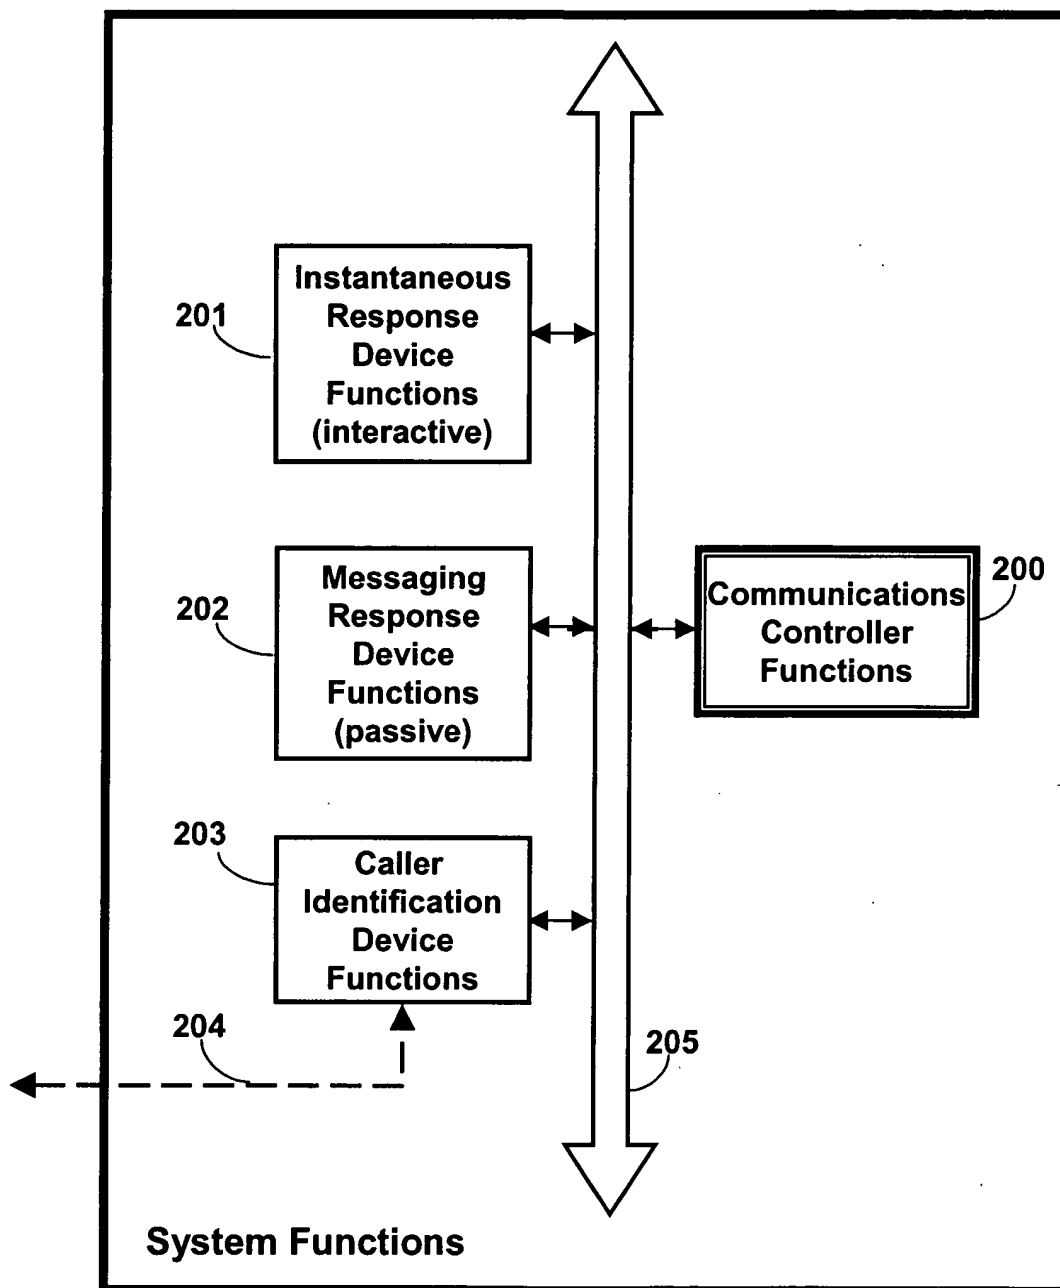 201
Instantaneous
Response
Device
Functions
(interactive)
202
Messaging
Response
Device
Functions
(passive)
Communications
Controller
Functions
200
203
Caller
Identification
Device
Functions
204
205
System Functions